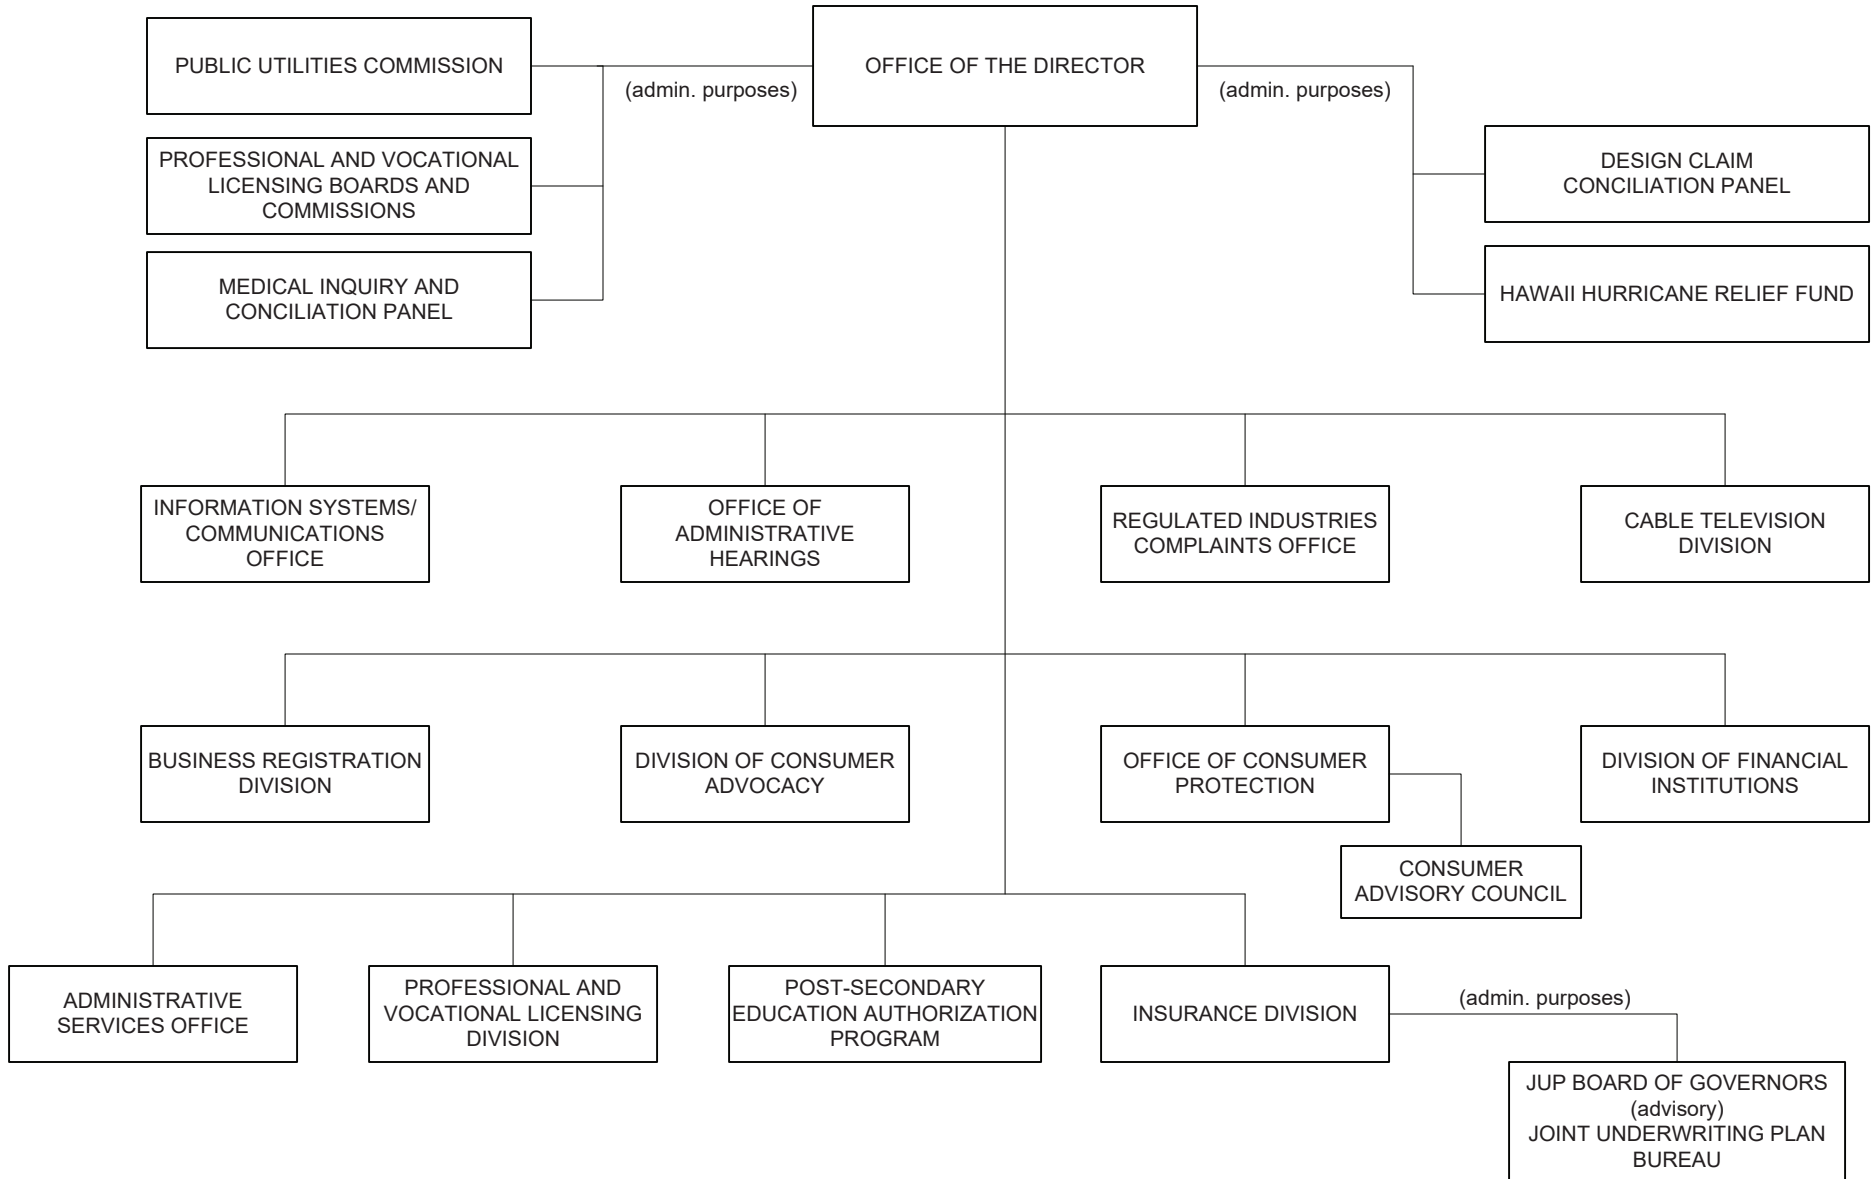 PUBLIC UTILITIES COMMISSION
OFFICE OF THE DIRECTOR
(admin. purposes)
(admin. purposes)
PROFESSIONAL AND VOCATIONAL
LICENSING BOARDS AND
COMMISSIONS
DESIGN CLAIM
CONCILIATION PANEL
MEDICAL INQUIRY AND
CONCILIATION PANEL
HAWAII HURRICANE RELIEF FUND
INFORMATION SYSTEMS/
COMMUNICATIONS
OFFICE
OFFICE OF
ADMINISTRATIVE
HEARINGS
REGULATED INDUSTRIES
COMPLAINTS OFFICE
CABLE TELEVISION
DIVISION
BUSINESS REGISTRATION
DIVISION
DIVISION OF CONSUMER
ADVOCACY
OFFICE OF CONSUMER
PROTECTION
DIVISION OF FINANCIAL
INSTITUTIONS
CONSUMER
ADVISORY COUNCIL
ADMINISTRATIVE
SERVICES OFFICE
PROFESSIONAL AND
VOCATIONAL LICENSING
DIVISION
POST-SECONDARY
EDUCATION AUTHORIZATION
PROGRAM
INSURANCE DIVISION
(admin. purposes)
JUP BOARD OF GOVERNORS
(advisory)
JOINT UNDERWRITING PLAN
BUREAU